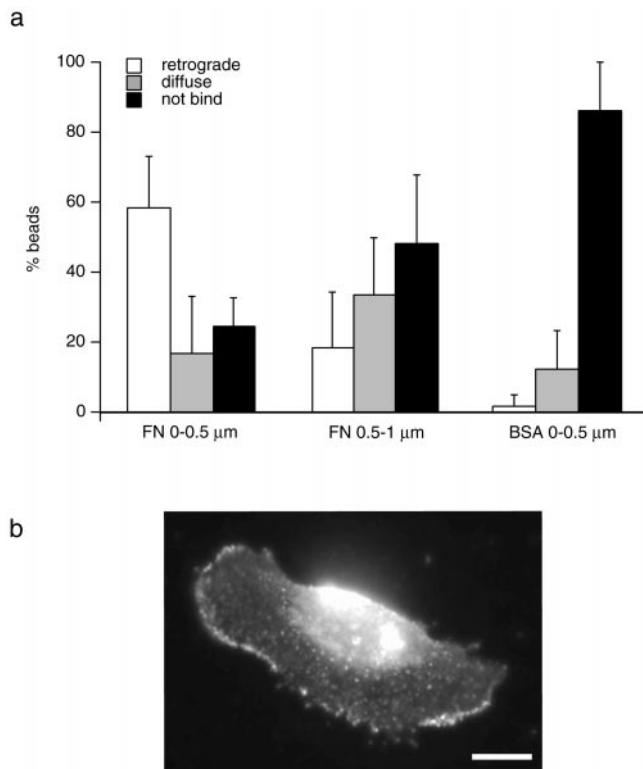 a
100
80
60
40
20
0
% beads
retrograde
diffuse
not bind
FN 0-0.5 µm
FN 0.5-1 µm
BSA 0-0.5 µm
b